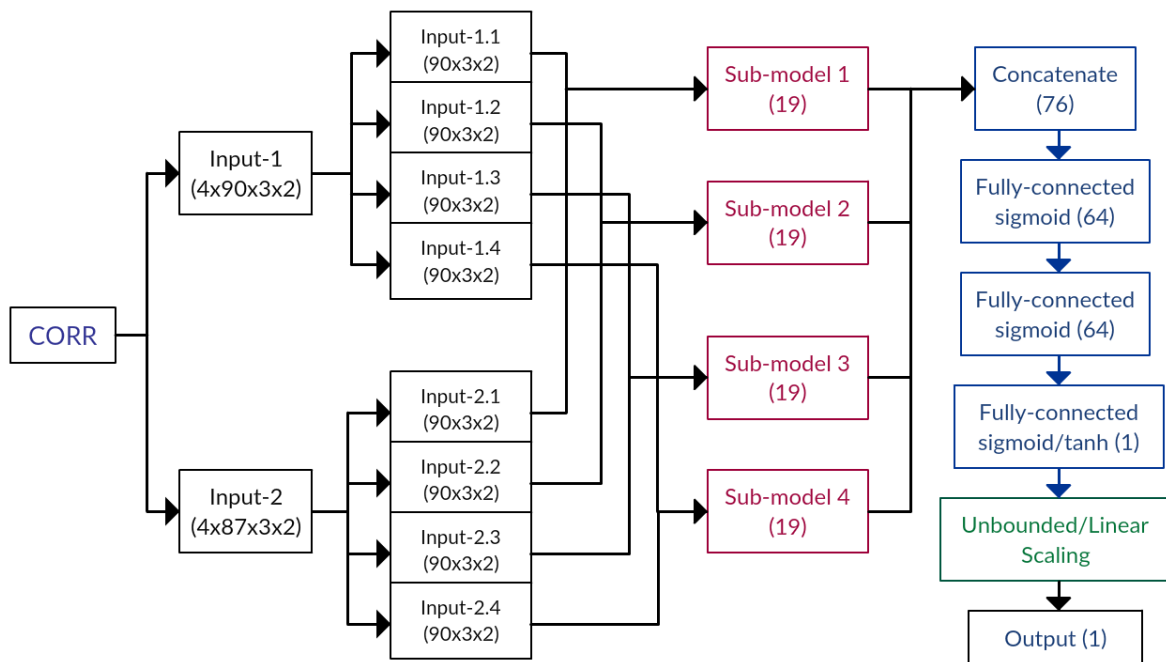 CORR
Input-1
(4x90x3x2)
Input-2
(4x87x3x2)
Input-1.1
(90x3x2)
Input-1.2
(90x3x2)
Input-1.3
(90x3x2)
Input-1.4
(90x3x2)
Input-2.1
(90x3x2)
Input-2.2
(90x3x2)
Input-2.3
(90x3x2)
Input-2.4
(90x3x2)
Sub-model 1
(19)
Sub-model 2
(19)
Sub-model 3
(19)
Sub-model 4
(19)
Concatenate
(76)
Fully-connected
sigmoid (64)
Fully-connected
sigmoid (64)
Fully-connected
sigmoid/tanh (1)
Unbounded/Linear
Scaling
Output (1)